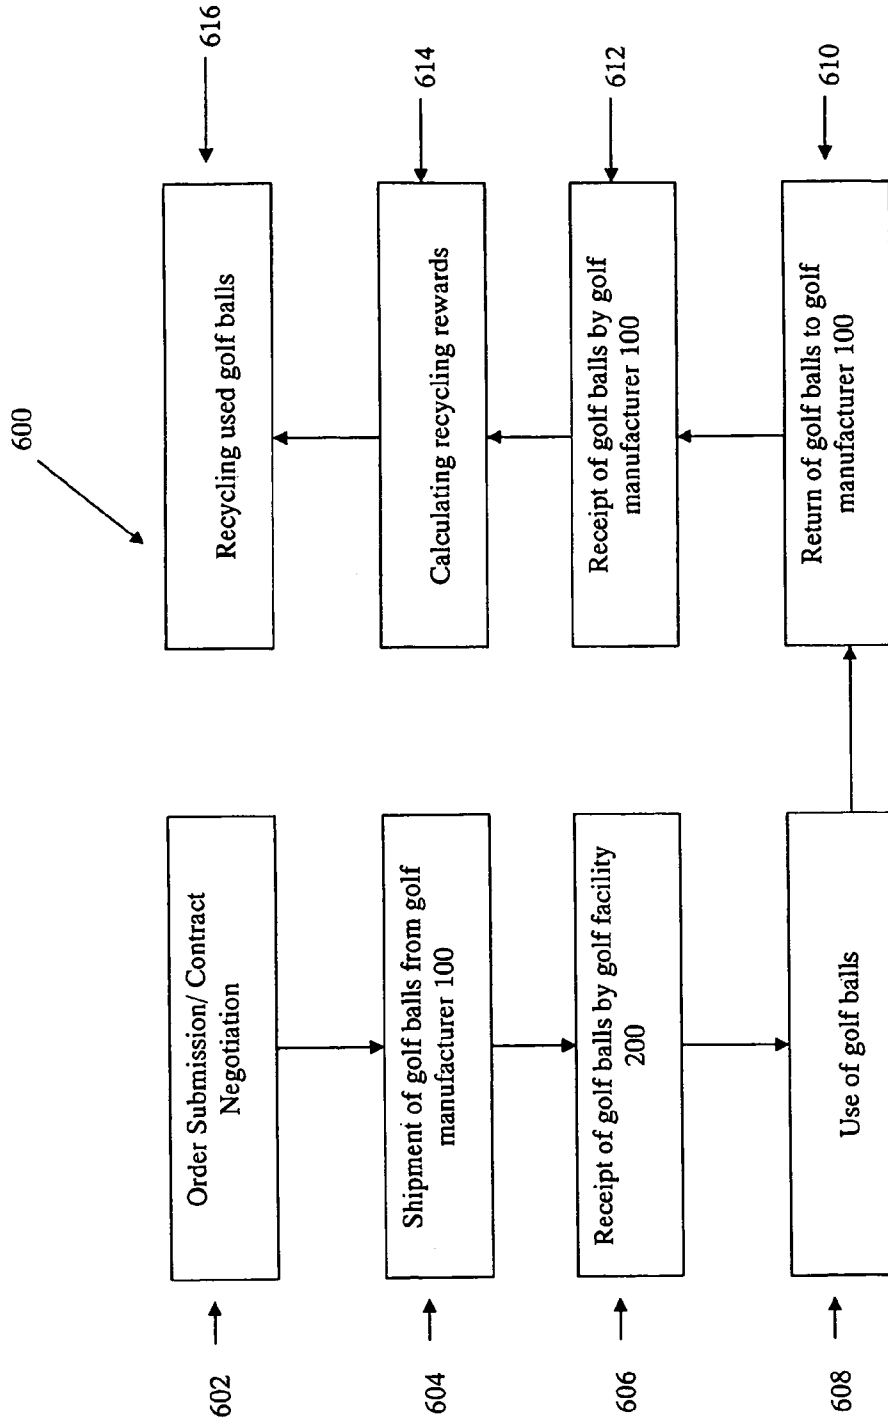 600
602
Order Submission/ Contract
Negotiation
604
Shipment of golf balls from golf
manufacturer 100
606
Receipt of golf balls by golf facility
200
608
Use of golf balls
Return of golf balls to golf
manufacturer 100
610
Receipt of golf balls by golf
manufacturer 100
612
Calculating recycling rewards
614
Recycling used golf balls
616